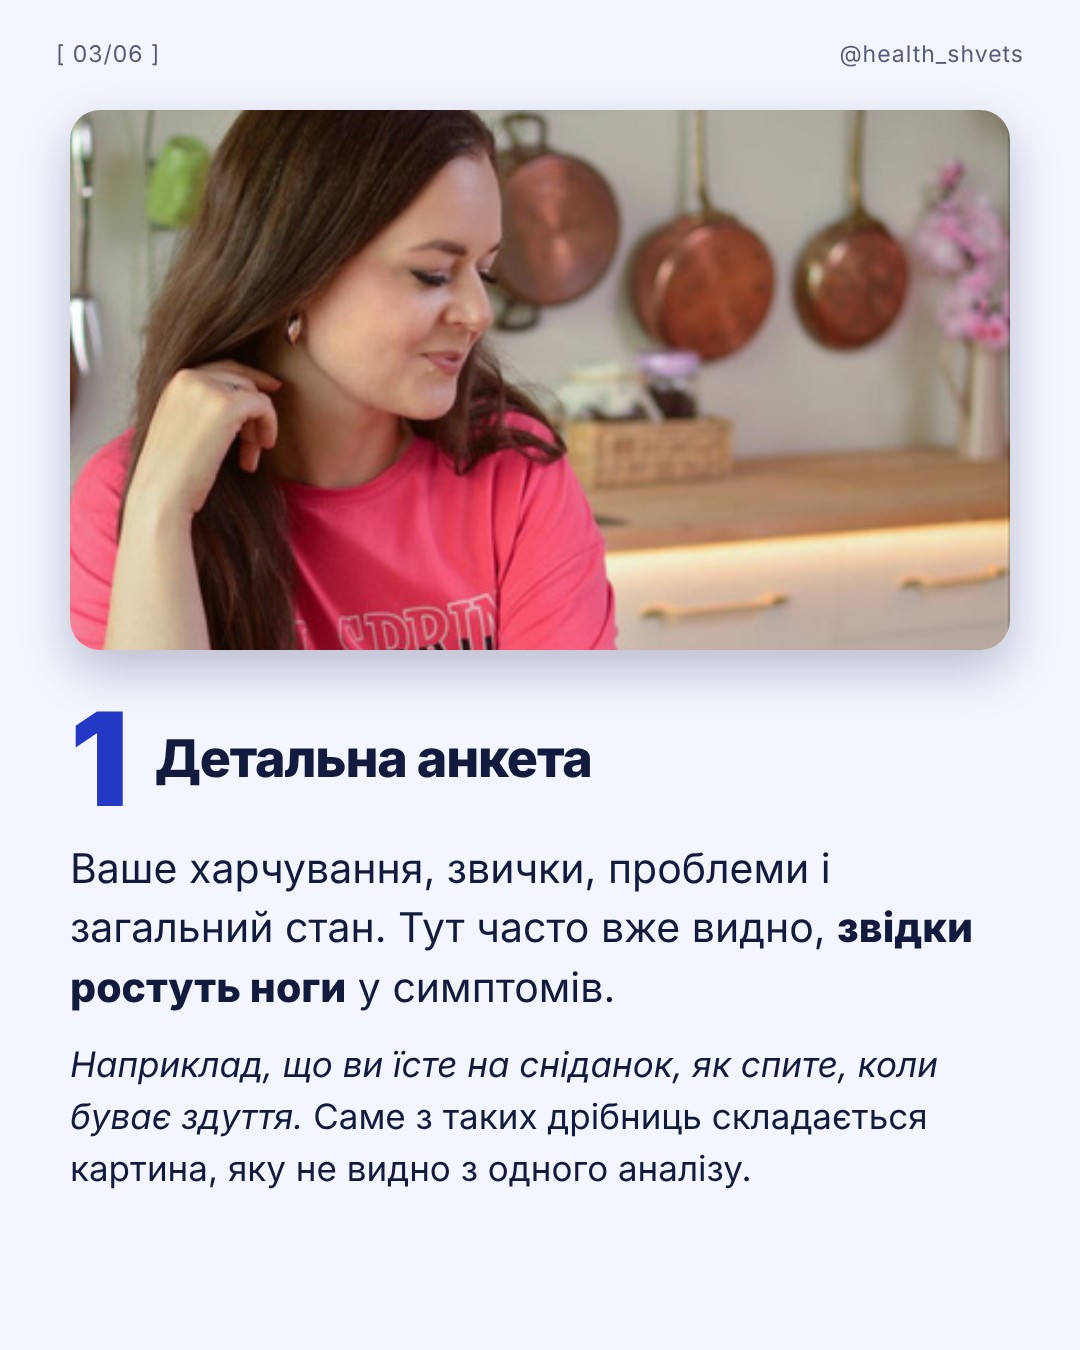 [ 03/06 ]
@health_shvets
SPRIN
1
Детальна анкета
Ваше харчування, звички, проблеми і
загальний стан. Тут часто вже видно, звідки
ростуть ноги у симптомів.
Наприклад, що ви їсте на сніданок, як спите, коли
буває здуття. Саме з таких дрібниць складається
картина, яку не видно з одного аналізу.